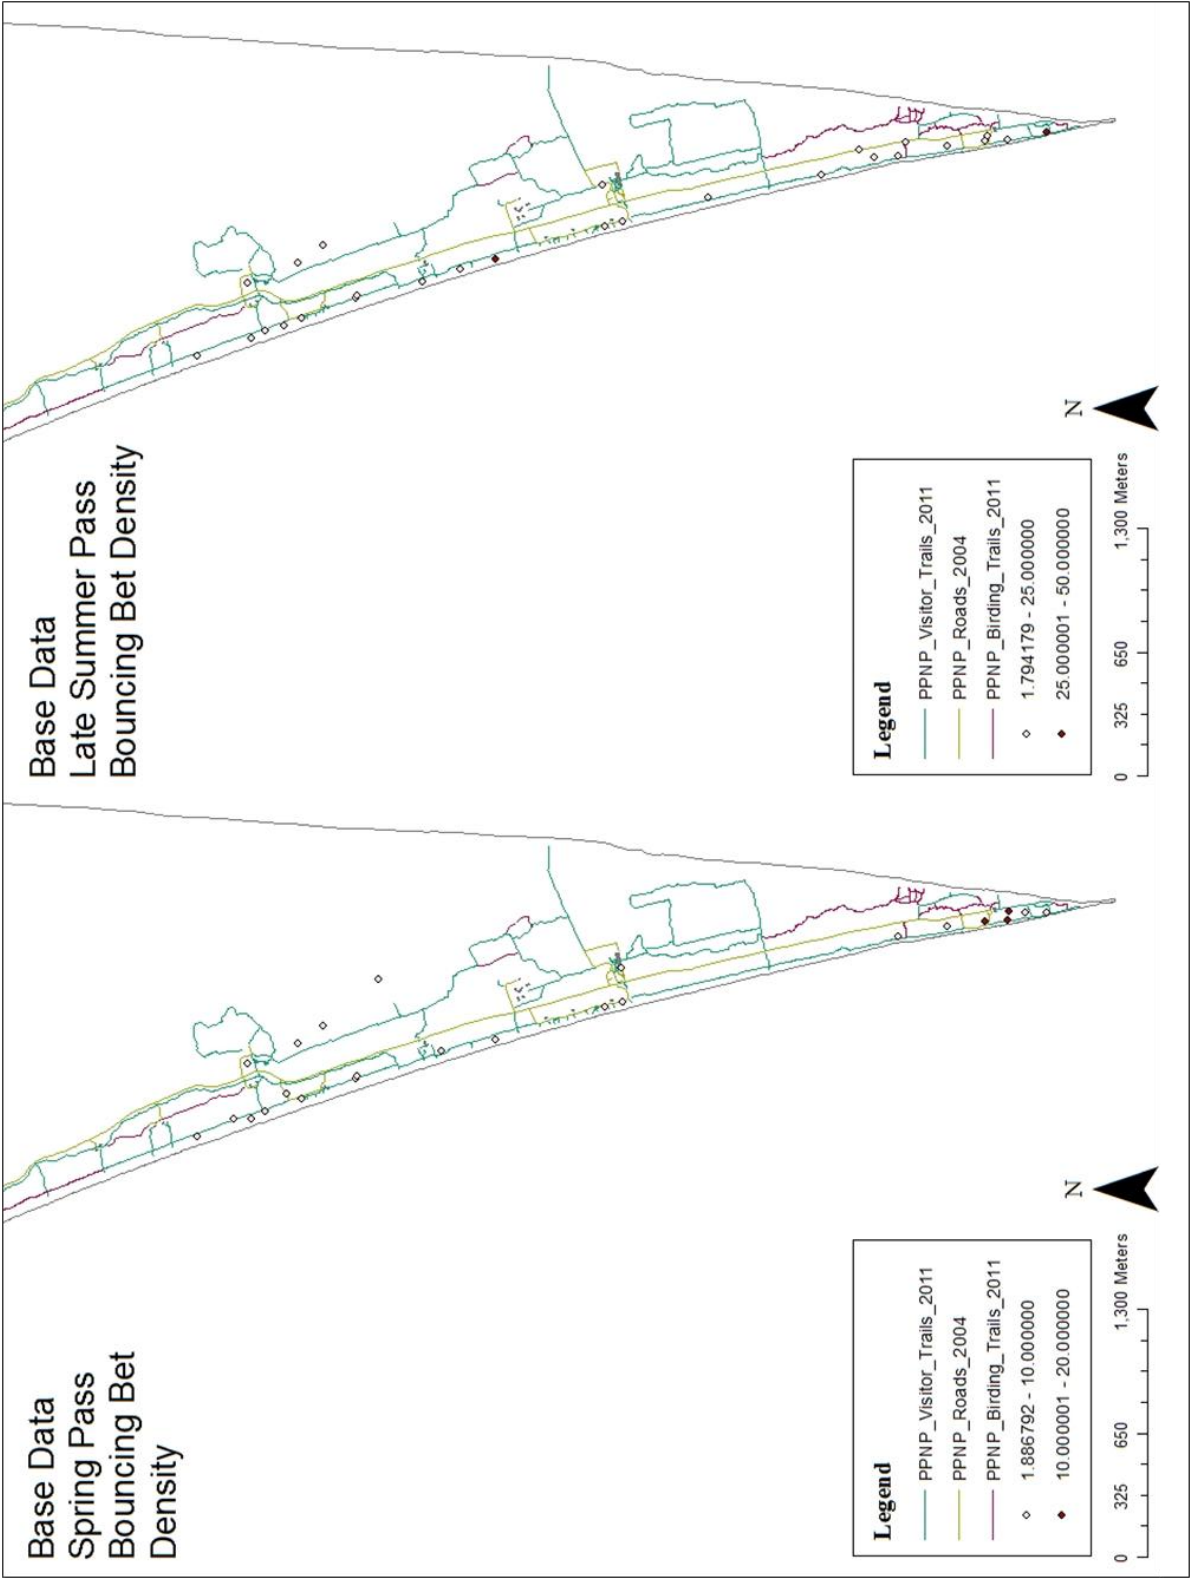 Base Data
Spring Pass
Bouncing Bet
Density
N
Legend
PPNP_Visitor_Trails_2011
PPNP_Roads_2004
PPNP_Birding_Trails_2011
1.886792 - 10.000000
10.000001 - 20.000000
0 325 650 1,300 Meters
Base Data
Late Summer Pass
Bouncing Bet Density
N
Legend
PPNP_Visitor_Trails_2011
PPNP_Roads_2004
PPNP_Birding_Trails_2011
1.794179 - 25.000000
25.000001 - 50.000000
0 325 650 1,300 Meters